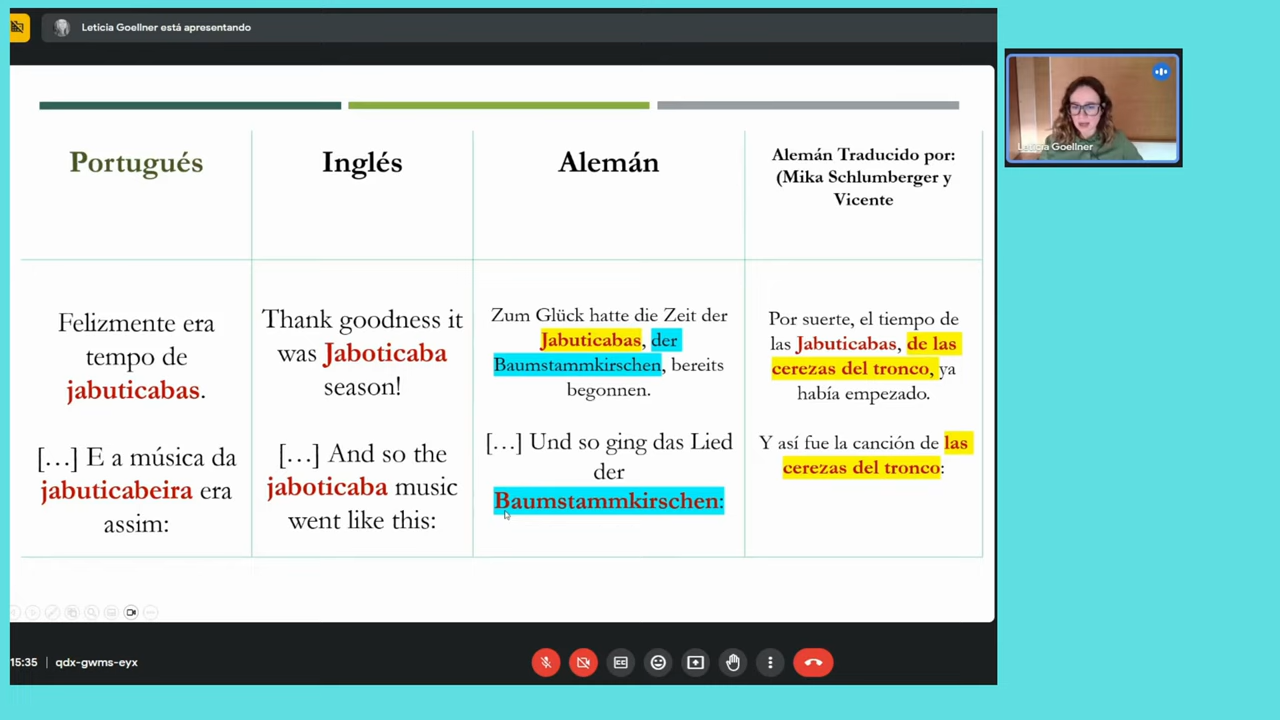 Leticia Goellner está apresentando
Leticia Goellner
Portugués
Inglés
Alemán
Alemán Traducido por:
(Mika Schlumberger y
Vicente
Felizmente era
tempo de
jabuticabas.
[…] E a música da
jabuticabeira era
assim:
Thank goodness it
was Jaboticaba
season!
[…] And so the
jaboticaba music
went like this:
Zum Glück hatte die Zeit der
Jabuticabas, der
Baumstammkirschen, bereits
begonnen.
[…] Und so ging das Lied
der
Baumstammkirschen:
Por suerte, el tiempo de
las Jabuticabas, de las
cerezas del tronco, ya
había empezado.
Y así fue la canción de las
cerezas del tronco:
15:35 | qdx-gwms-eyx